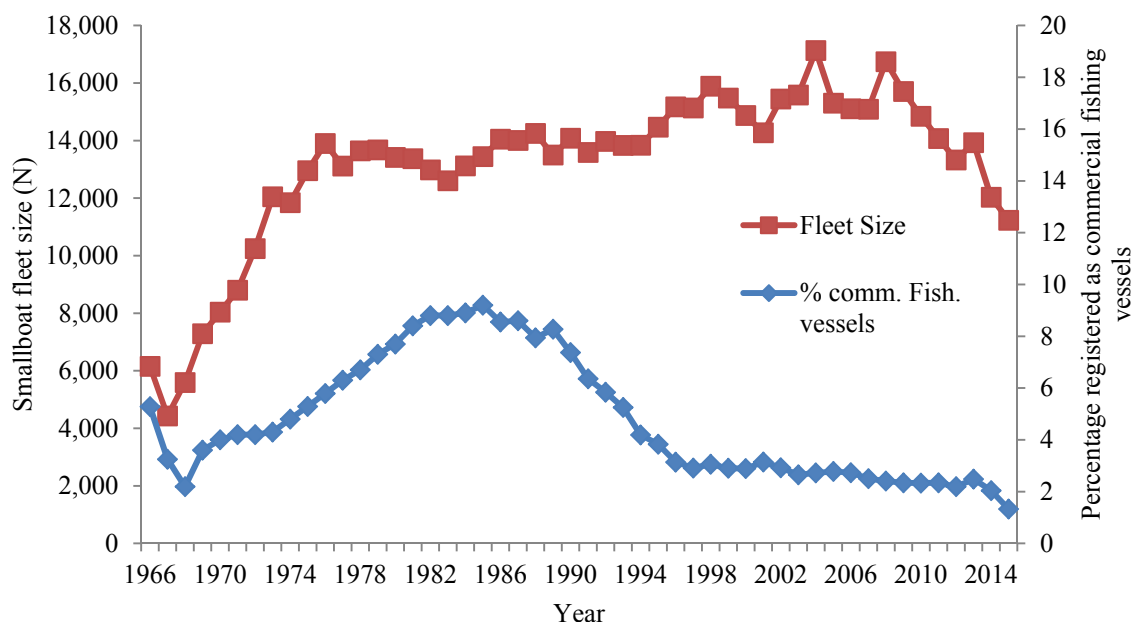 Smallboat fleet size (N)
18,000
16,000
14,000
12,000
10,000
8,000
6,000
4,000
2,000
0
Fleet Size
% comm. Fish.
vessels
20
18
16
14
12
10
8
6
4
2
0
Percentage registered as commercial fishing
vessels
1966 1970 1974 1978 1982 1986 1990 1994 1998 2002 2006 2010 2014
Year